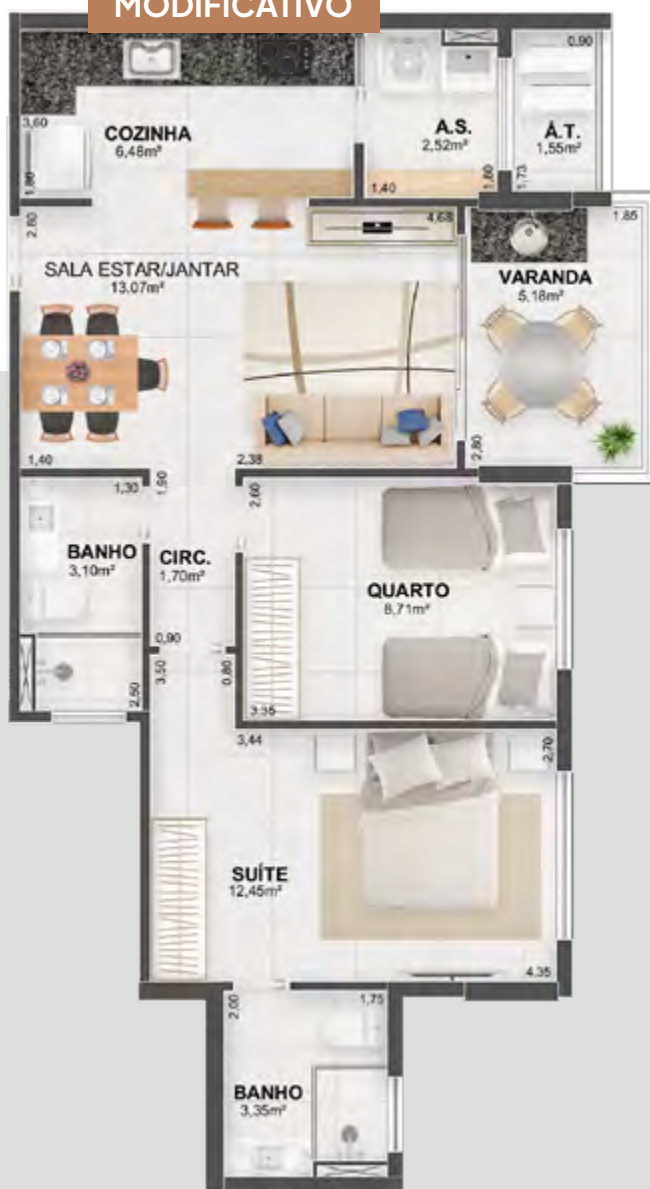 MODIFICATIVO
0,90
3,60
COZINHA
6,48m²
A.S.
2,52m²
Á.T.
1,55m²
1,80
1,40
1,80
1,73
2,80
4,68
1,85
SALA ESTAR/JANTAR
13,07m²
VARANDA
5,18m²
1,40
2,38
2,80
1,30
1,90
2,60
BANHO
3,10m²
CIRC.
1,70m²
QUARTO
8,71m²
0,90
3,50
0,80
2,60
3,35
3,44
2,70
SUÍTE
12,45m²
4,35
2,00
1,75
BANHO
3,35m²